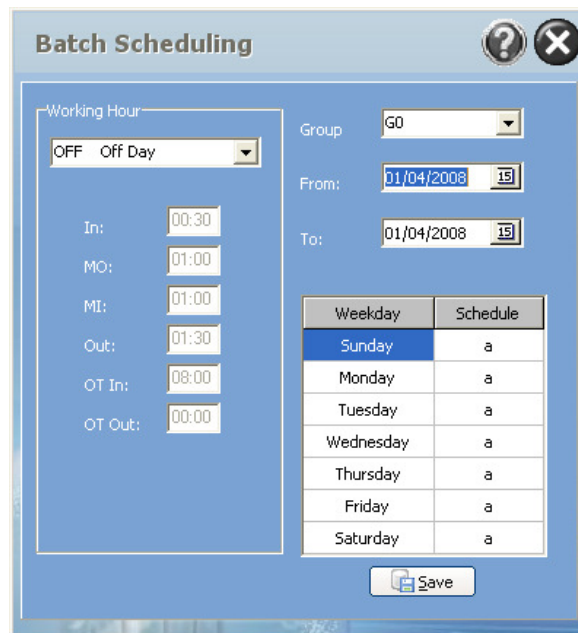 Batch Scheduling
Working Hour
OFF Off Day
In: 00:30
MO: 01:00
MI: 01:00
Out: 01:30
OT In: 08:00
OT Out: 00:00
Group G0
From: 01/04/2008 15
To: 01/04/2008 15
Weekday Schedule
Sunday a
Monday a
Tuesday a
Wednesday a
Thursday a
Friday a
Saturday a
Save